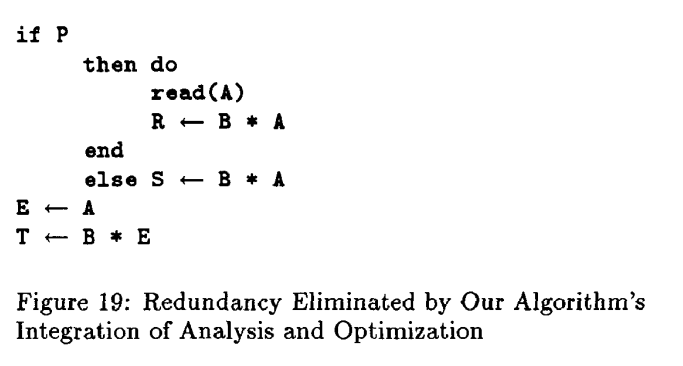 if P
then do
read(A)
R ← B * A
end
else S ← B * A
E ← A
T ← B * E
Figure 19: Redundancy Eliminated by Our Algorithm's
Integration of Analysis and Optimization